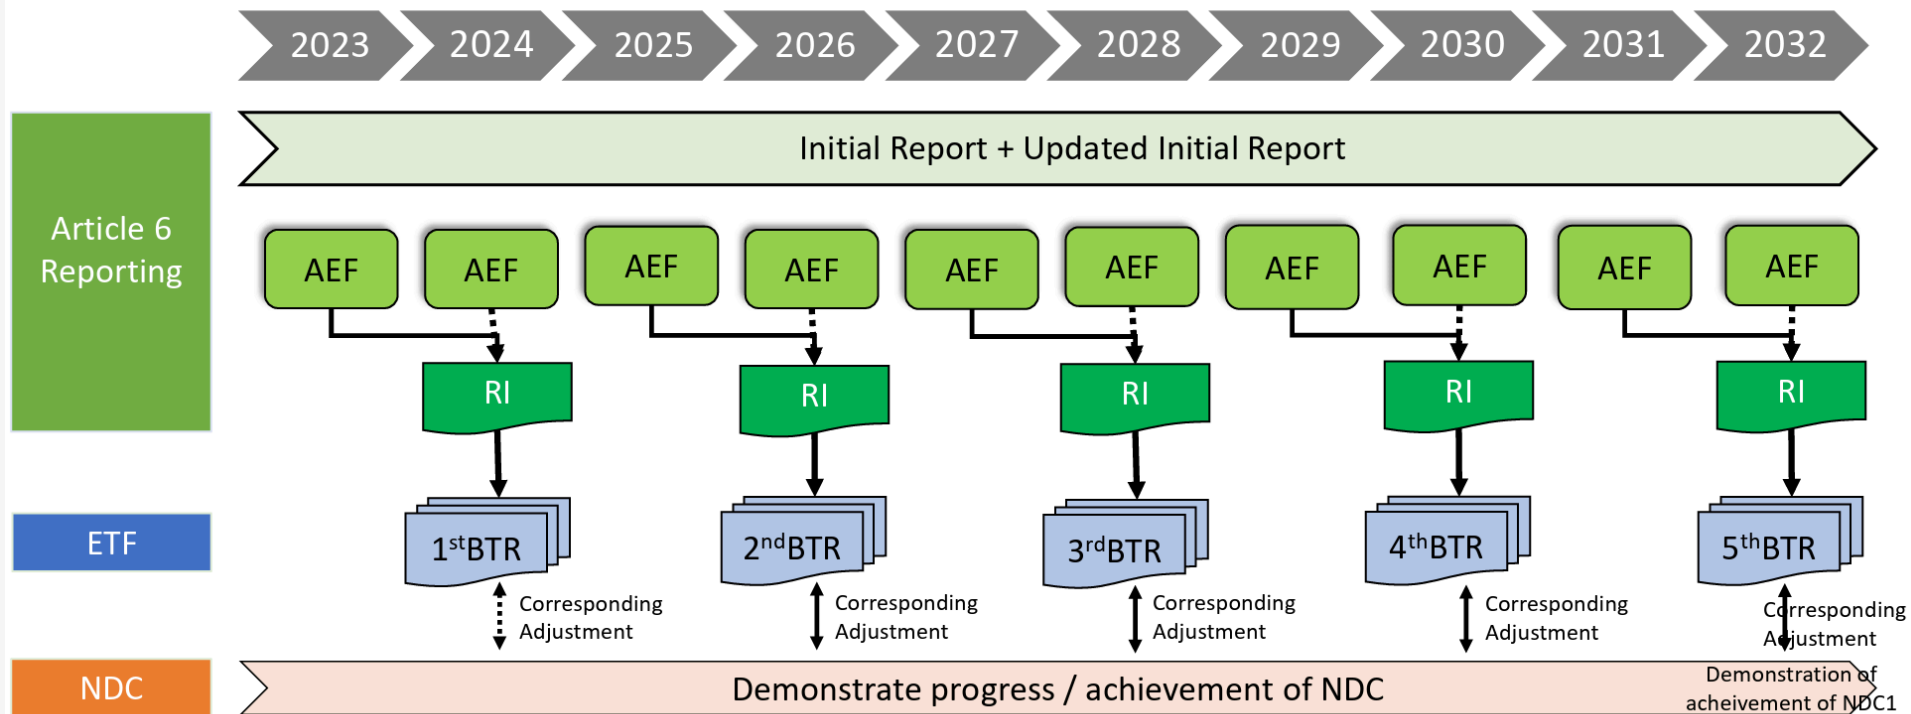 2023 2024 2025 2026 2027 2028 2029 2030 2031 2032
Initial Report + Updated Initial Report
Article 6
Reporting
AEF AEF AEF AEF AEF AEF AEF AEF AEF AEF
RI RI RI RI RI
ETF
1stBTR 2ndBTR 3rdBTR 4thBTR 5thBTR
Corresponding Corresponding Corresponding Corresponding Corresponding
Adjustment Adjustment Adjustment Adjustment Adjustment
NDC
Demonstrate progress / achievement of NDC
Demonstration of
acheivement of NDC1